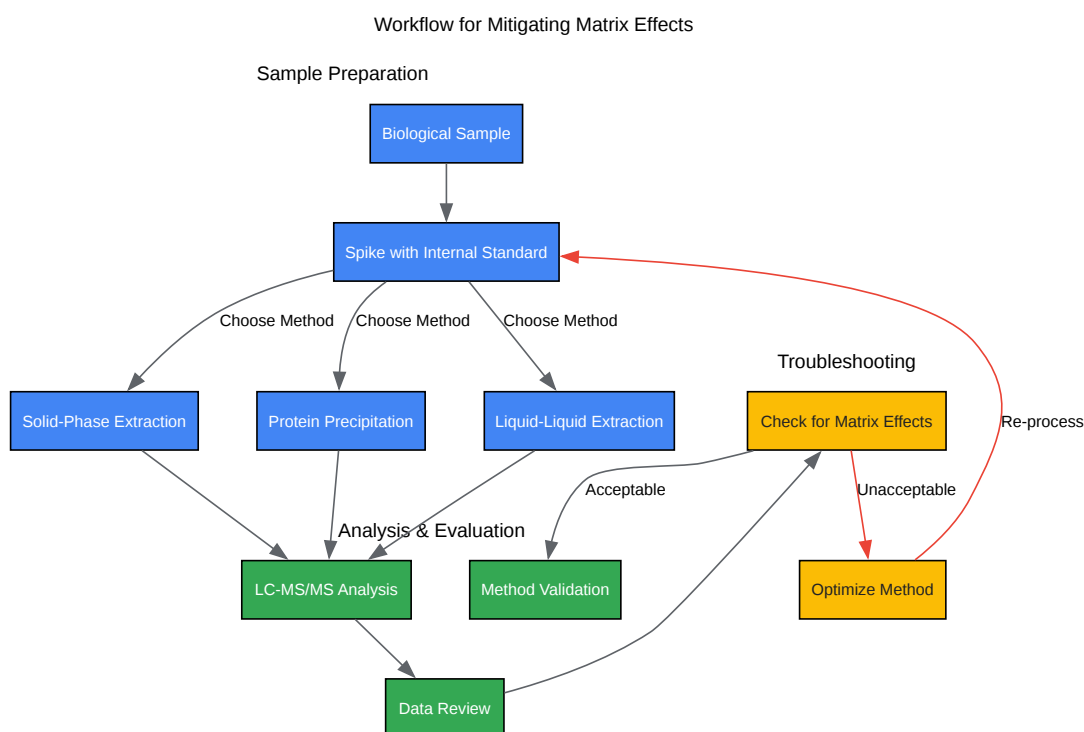 Workflow for Mitigating Matrix Effects
Sample Preparation
Biological Sample
Spike with Internal Standard
Choose Method
Choose Method
Choose Method
Troubleshooting
Solid-Phase Extraction
Protein Precipitation
Liquid-Liquid Extraction
Check for Matrix Effects
Re-process
Acceptable
Unacceptable
Analysis & Evaluation
LC-MS/MS Analysis
Method Validation
Optimize Method
Data Review